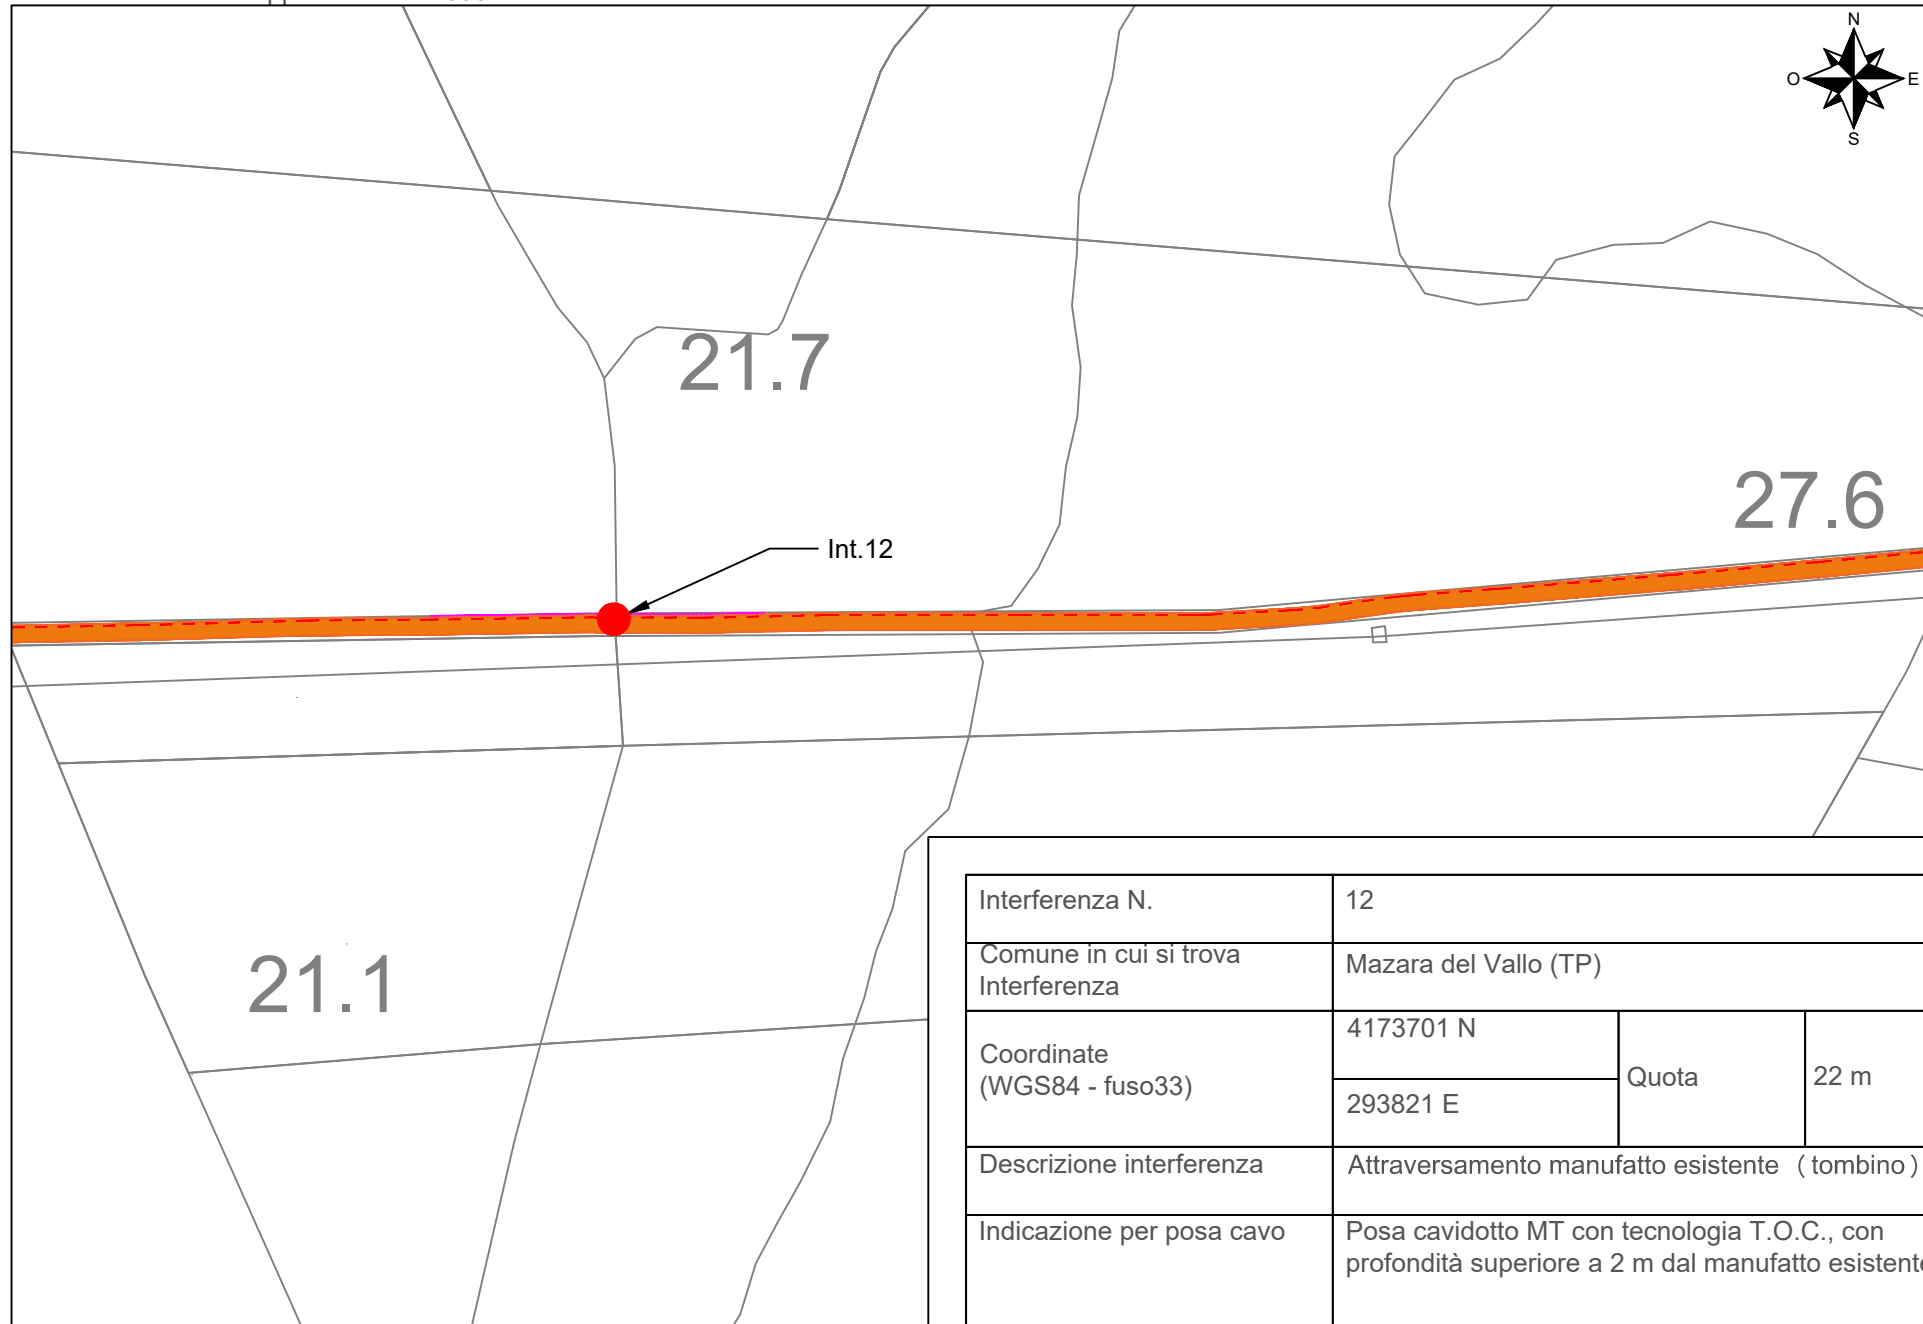 N
O E
S
21.7
27.6
Int.12
21.1
Interferenza N. 12
Comune in cui si trova
Interferenza
Mazara del Vallo (TP)
Coordinate
(WGS84 - fuso33)
4173701 N
293821 E
Quota
22 m
Descrizione interferenza
Attraversamento manufatto esistente (tombino)
Indicazione per posa cavo
Posa cavidotto MT con tecnologia T.O.C., con
profondità superiore a 2 m dal manufatto esistente